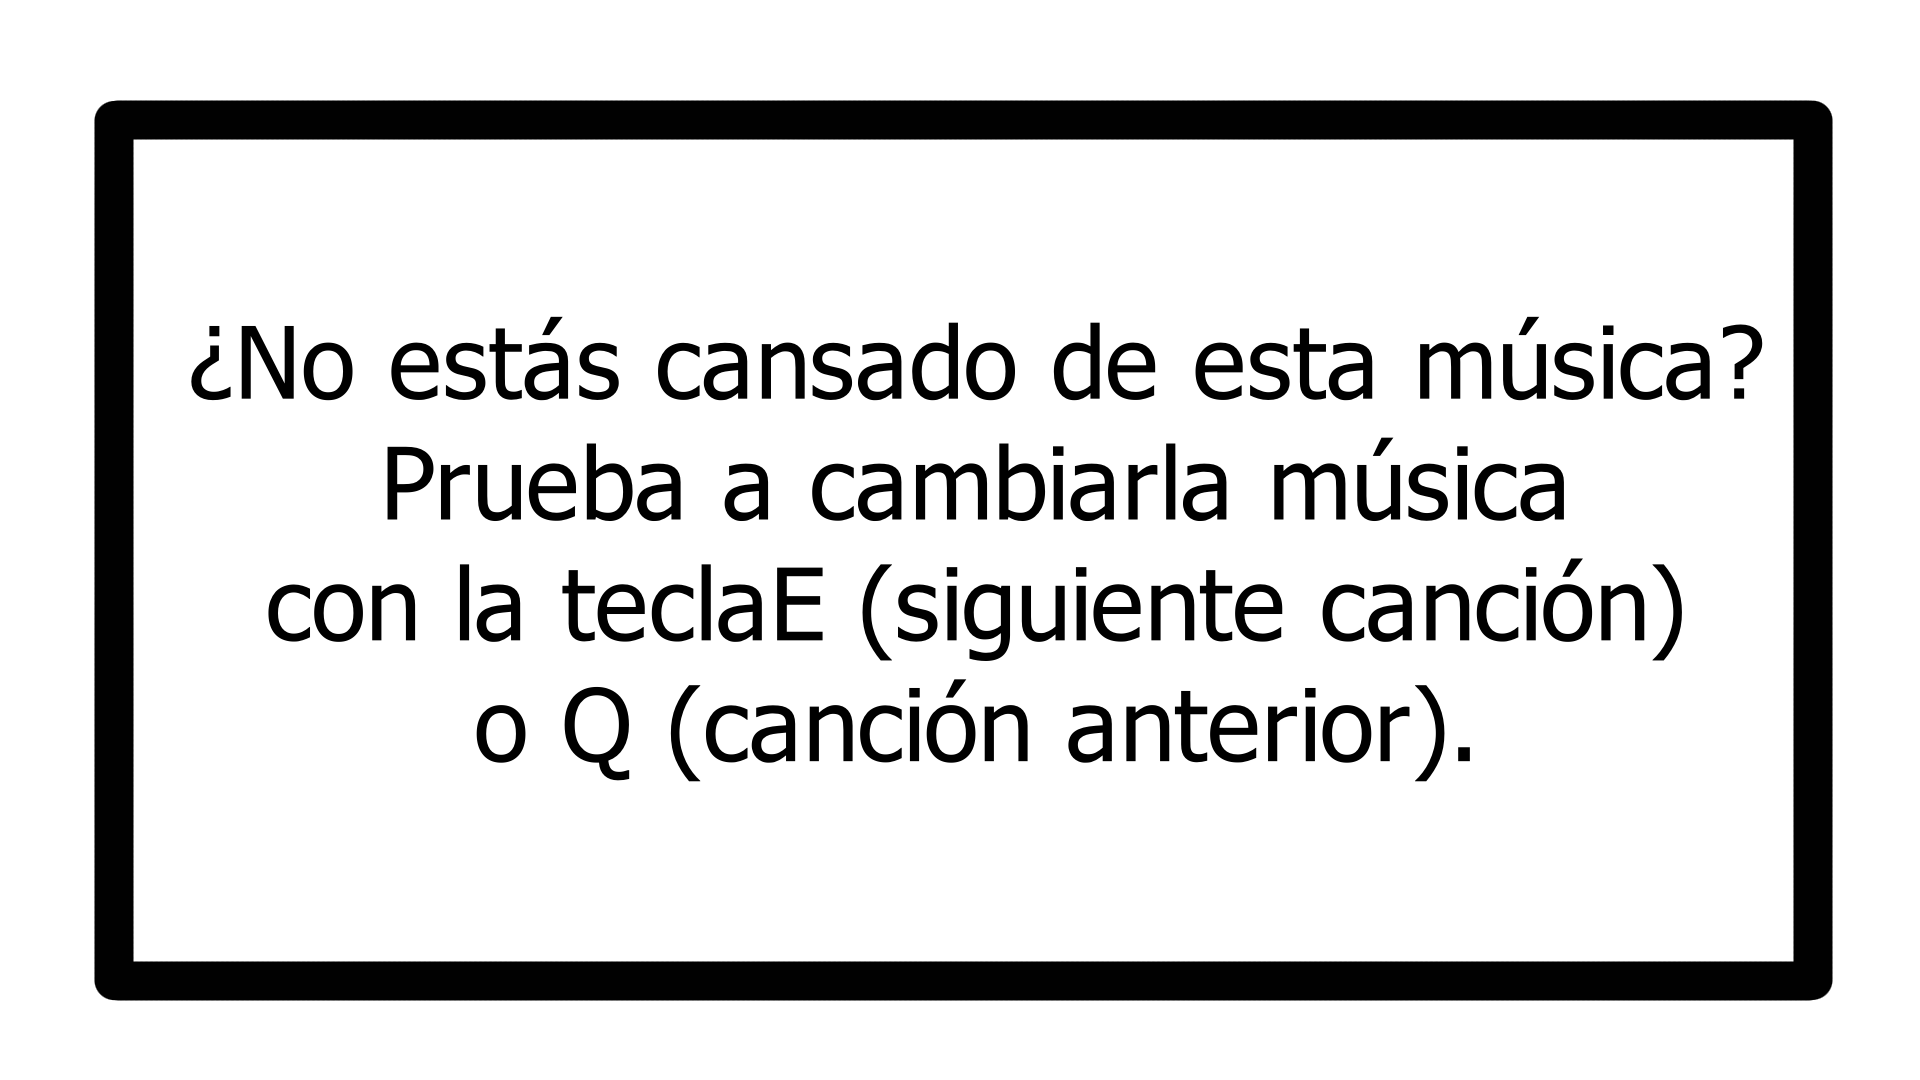 ¿No estás cansado de esta música?
Prueba a cambiarla música
con la teclaE (siguiente canción)
o Q (canción anterior).